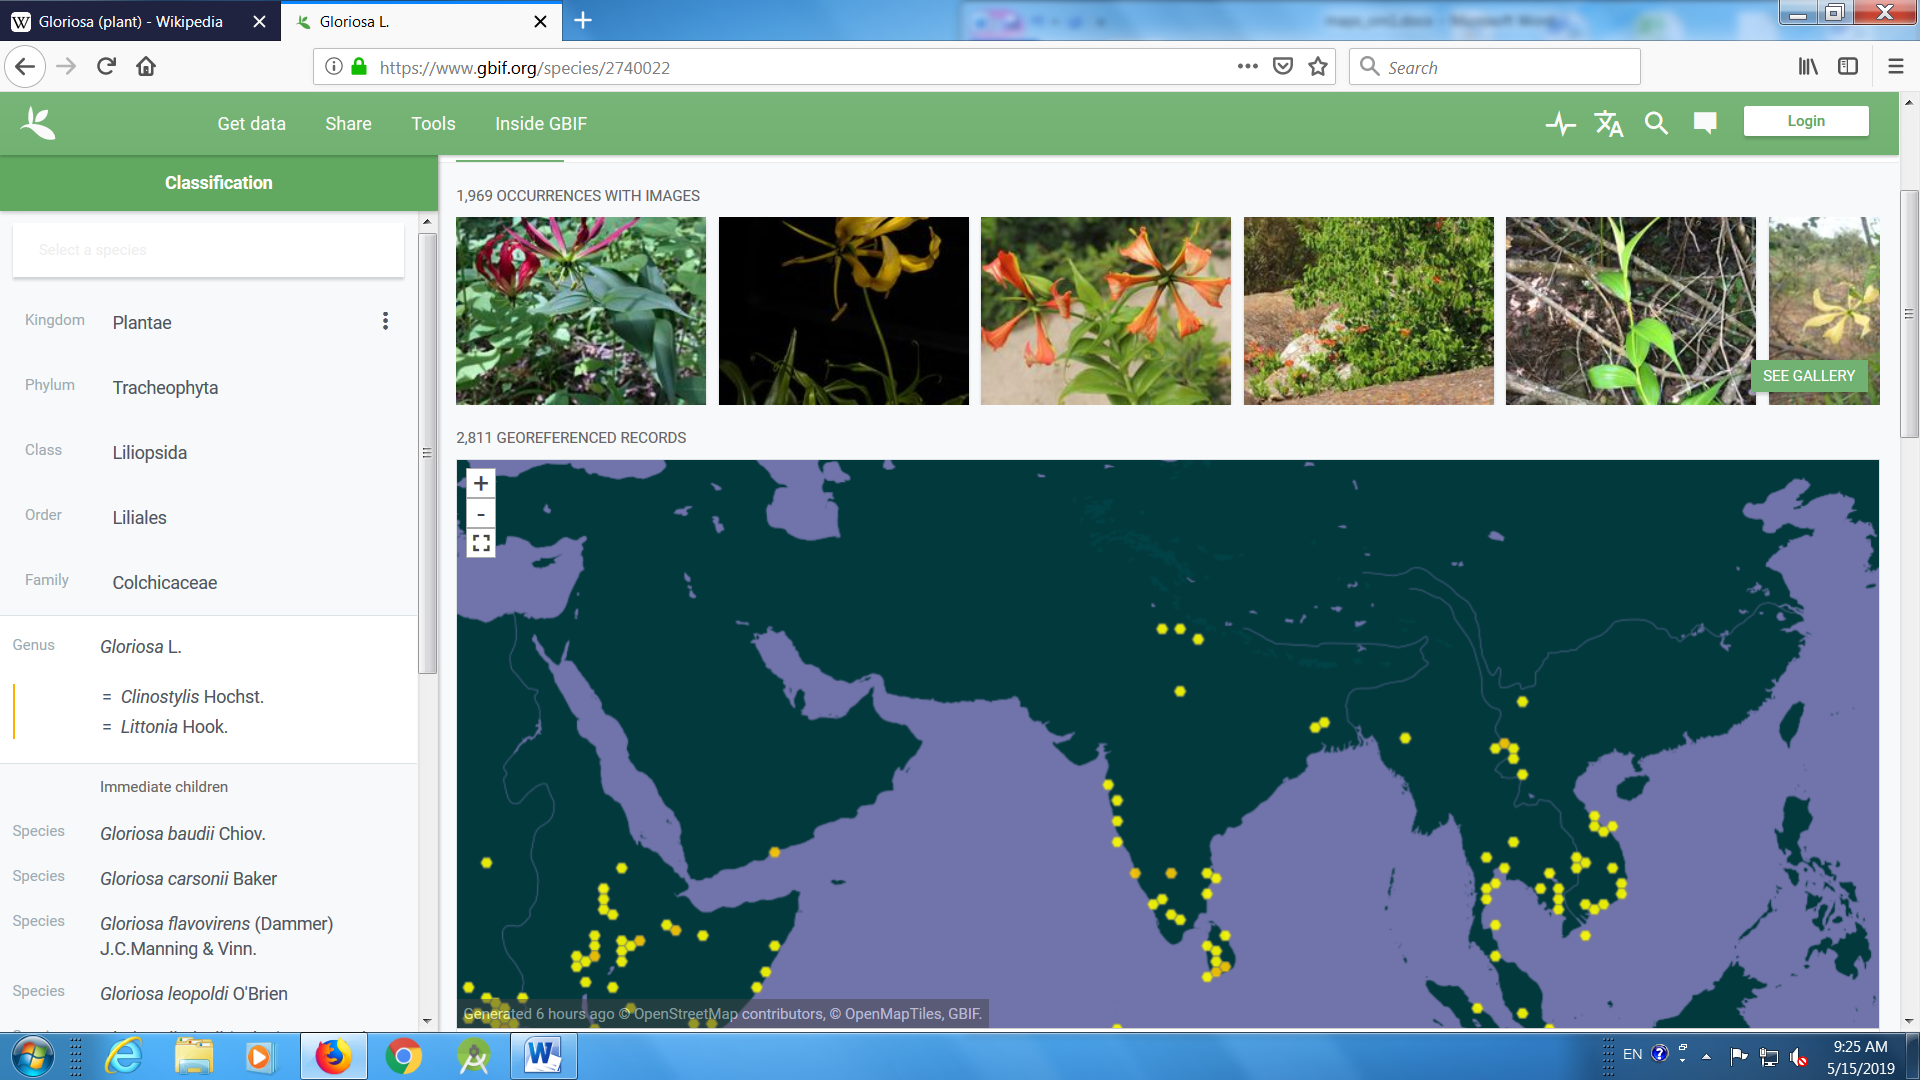 Gloriosa (plant) - Wikipedia
Gloriosa L.
https://www.gbif.org/species/2740022
Search
Get data
Share
Tools
Inside GBIF
Login
Classification
Select a species
Kingdom Plantae
Phylum Tracheophyta
Class Liliopsida
Order Liliales
Family Colchicaceae
Genus Gloriosa L.
= Clinostylis Hochst.
= Littonia Hook.
Immediate children
Species Gloriosa baudii Chiov.
Species Gloriosa carsonii Baker
Species Gloriosa flavovirens (Dammer)
J.C.Manning & Vinn.
Species Gloriosa leopoldi O'Brien
1,969 OCCURRENCES WITH IMAGES
SEE GALLERY
2,811 GEOREFERENCED RECORDS
+
-
Generated 6 hours ago © OpenStreetMap contributors, © OpenMapTiles, GBIF.
EN
9:25 AM
5/15/2019